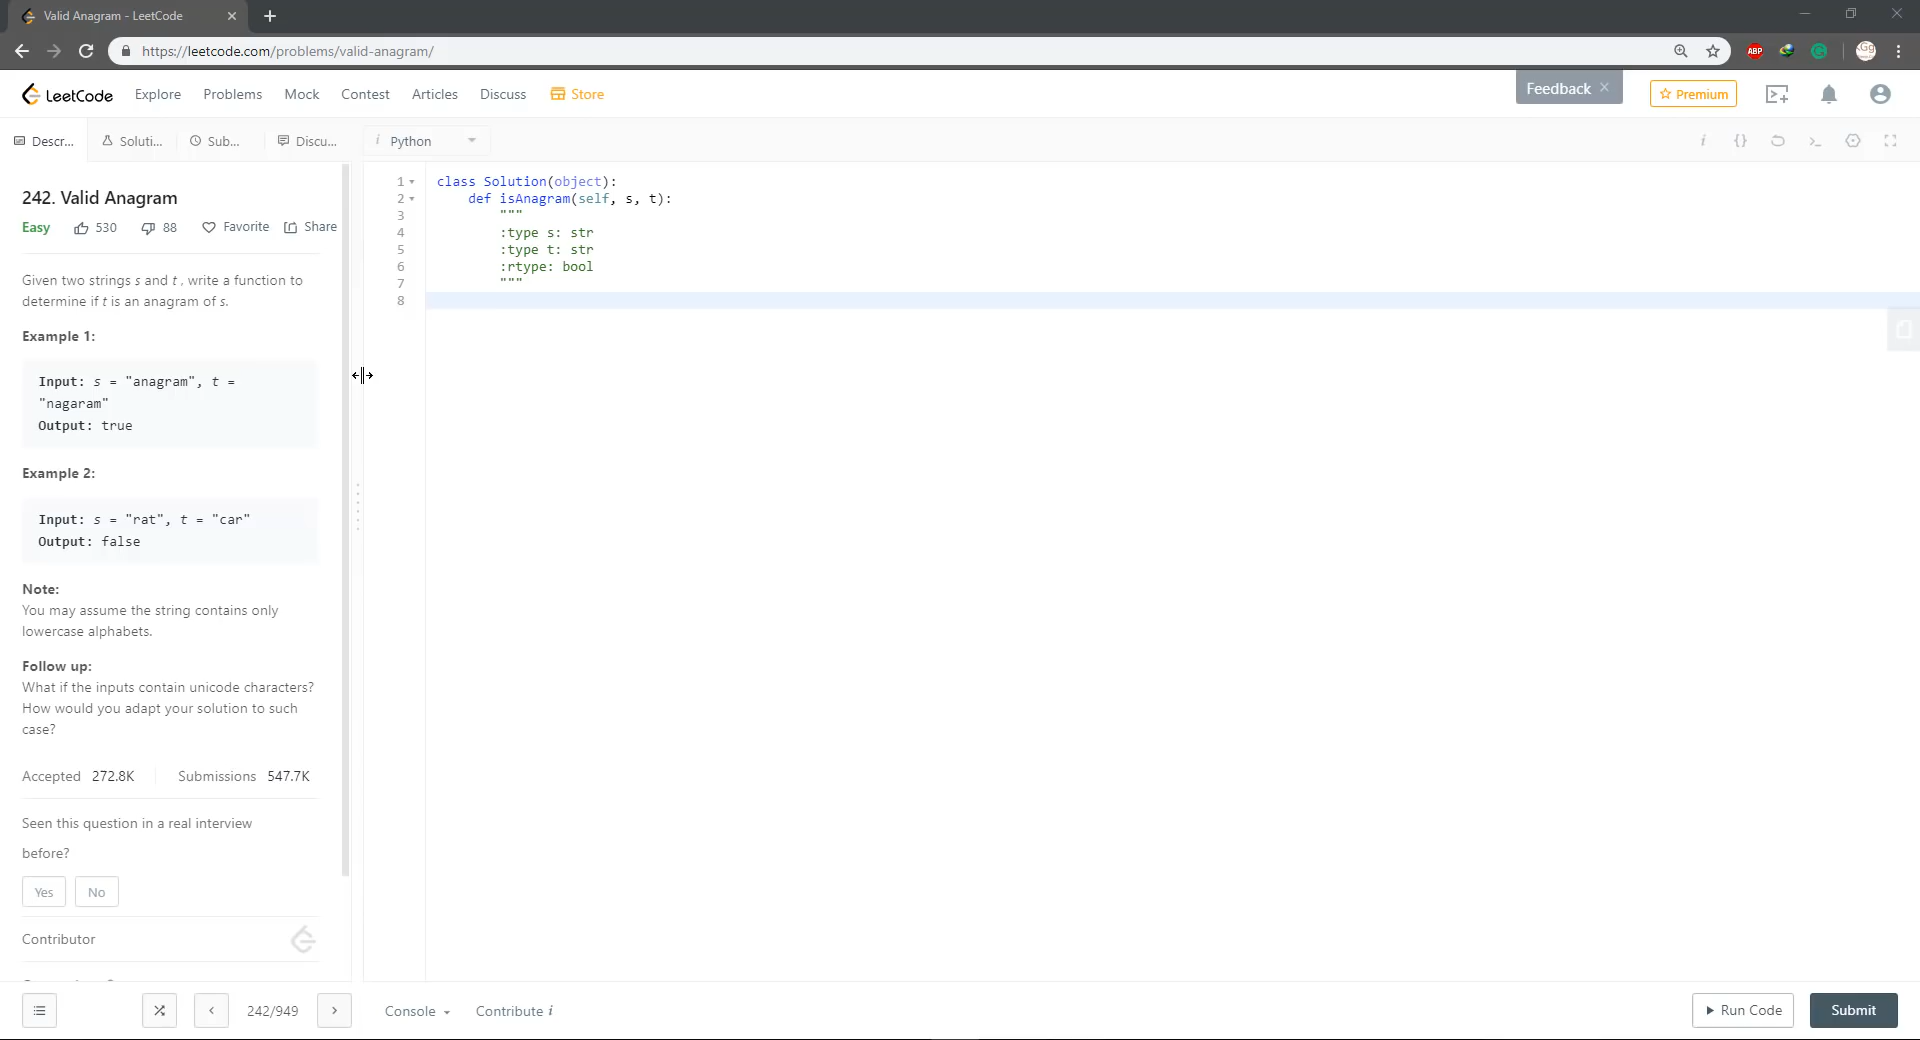 Valid Anagram - LeetCode
https://leetcode.com/problems/valid-anagram/
ABP
LeetCode
Explore
Problems
Mock
Contest
Articles
Discuss
Store
Feedback
Premium
Descr...
Soluti...
Sub...
Discu...
i Python
242. Valid Anagram
Easy 530 88 Favorite Share
Given two strings s and t , write a function to
determine if t is an anagram of s.
Example 1:
Input: s = "anagram", t =
"nagaram"
Output: true
Example 2:
Input: s = "rat", t = "car"
Output: false
Note:
You may assume the string contains only
lowercase alphabets.
Follow up:
What if the inputs contain unicode characters?
How would you adapt your solution to such
case?
Accepted 272.8K Submissions 547.7K
Seen this question in a real interview
before?
Yes No
Contributor
1 class Solution(object):
2 def isAnagram(self, s, t):
3 """
4 :type s: str
5 :type t: str
6 :rtype: bool
7 """
8
242/949
Console
Contribute i
Run Code
Submit